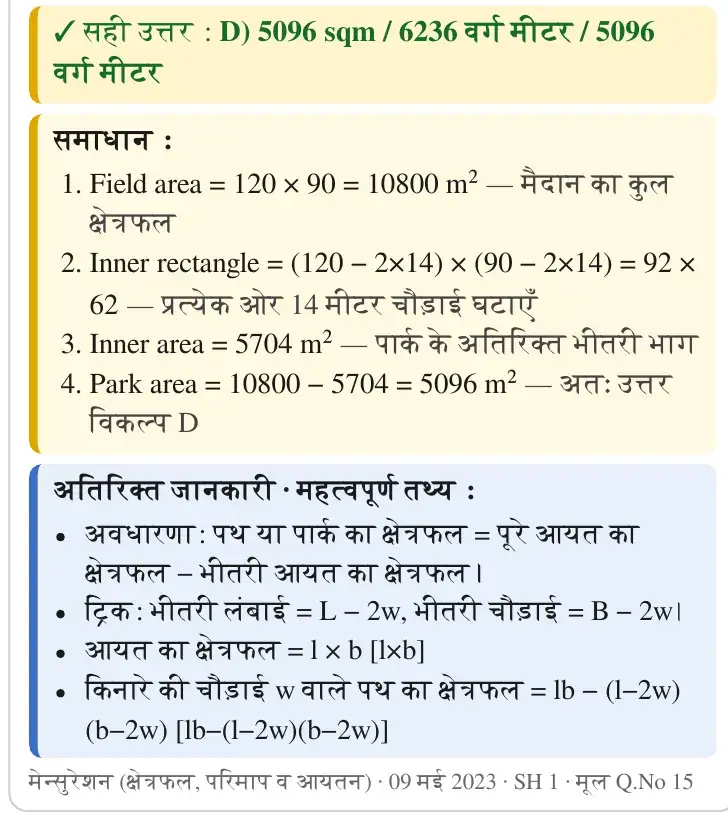 ✓ सही उत्तर : D) 5096 sqm / 6236 वर्ग मीटर / 5096
वर्ग मीटर
समाधान :
1. Field area = 120 × 90 = 10800 m² — मैदान का कुल
क्षेत्रफल
2. Inner rectangle = (120 − 2×14) × (90 − 2×14) = 92 ×
62 — प्रत्येक ओर 14 मीटर चौड़ाई घटाएँ
3. Inner area = 5704 m² — पार्क के अतिरिक्त भीतरी भाग
4. Park area = 10800 − 5704 = 5096 m² — अतः उत्तर
विकल्प D
अतिरिक्त जानकारी · महत्वपूर्ण तथ्य :
• अवधारणा : पथ या पार्क का क्षेत्रफल = पूरे आयत का
क्षेत्रफल − भीतरी आयत का क्षेत्रफल।
• ट्रिक : भीतरी लंबाई = L − 2w, भीतरी चौड़ाई = B − 2w।
• आयत का क्षेत्रफल = l × b [l×b]
• किनारे की चौड़ाई w वाले पथ का क्षेत्रफल = lb − (l−2w)
(b−2w) [lb−(l−2w)(b−2w)]
मेन्सुरेशन (क्षेत्रफल, परिमाप व आयतन) · 09 मई 2023 · SH 1 · मूल Q.No 15